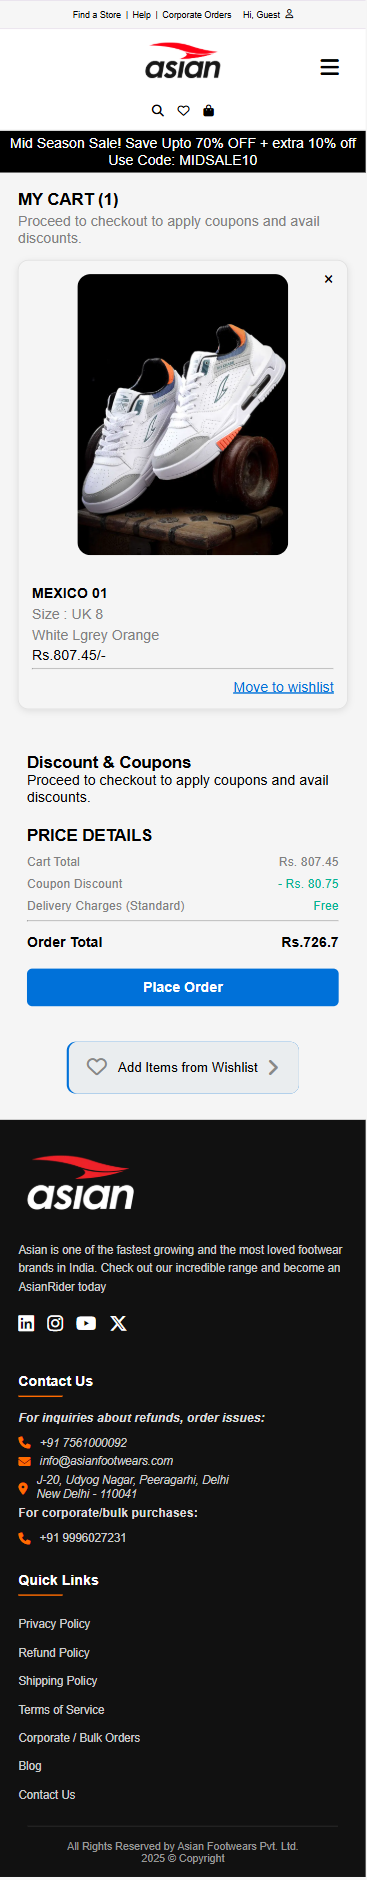 Find a Store | Help | Corporate Orders Hi, Guest
asian
Mid Season Sale! Save Upto 70% OFF + extra 10% off
Use Code: MIDSALE10
MY CART (1)
Proceed to checkout to apply coupons and avail
discounts.
×
MEXICO 01
Size : UK 8
White Lgrey Orange
Rs.807.45/-
Move to wishlist
Discount & Coupons
Proceed to checkout to apply coupons and avail
discounts.
PRICE DETAILS
Cart Total Rs. 807.45
Coupon Discount - Rs. 80.75
Delivery Charges (Standard) Free
Order Total Rs.726.7
Place Order
Add Items from Wishlist
asian
Asian is one of the fastest growing and the most loved footwear
brands in India. Check out our incredible range and become an
AsianRider today
Contact Us
For inquiries about refunds, order issues:
+91 7561000092
info@asianfootwears.com
J-20, Udyog Nagar, Peeragarhi, Delhi
New Delhi - 110041
For corporate/bulk purchases:
+91 9996027231
Quick Links
Privacy Policy
Refund Policy
Shipping Policy
Terms of Service
Corporate / Bulk Orders
Blog
Contact Us
All Rights Reserved by Asian Footwears Pvt. Ltd.
2025 © Copyright